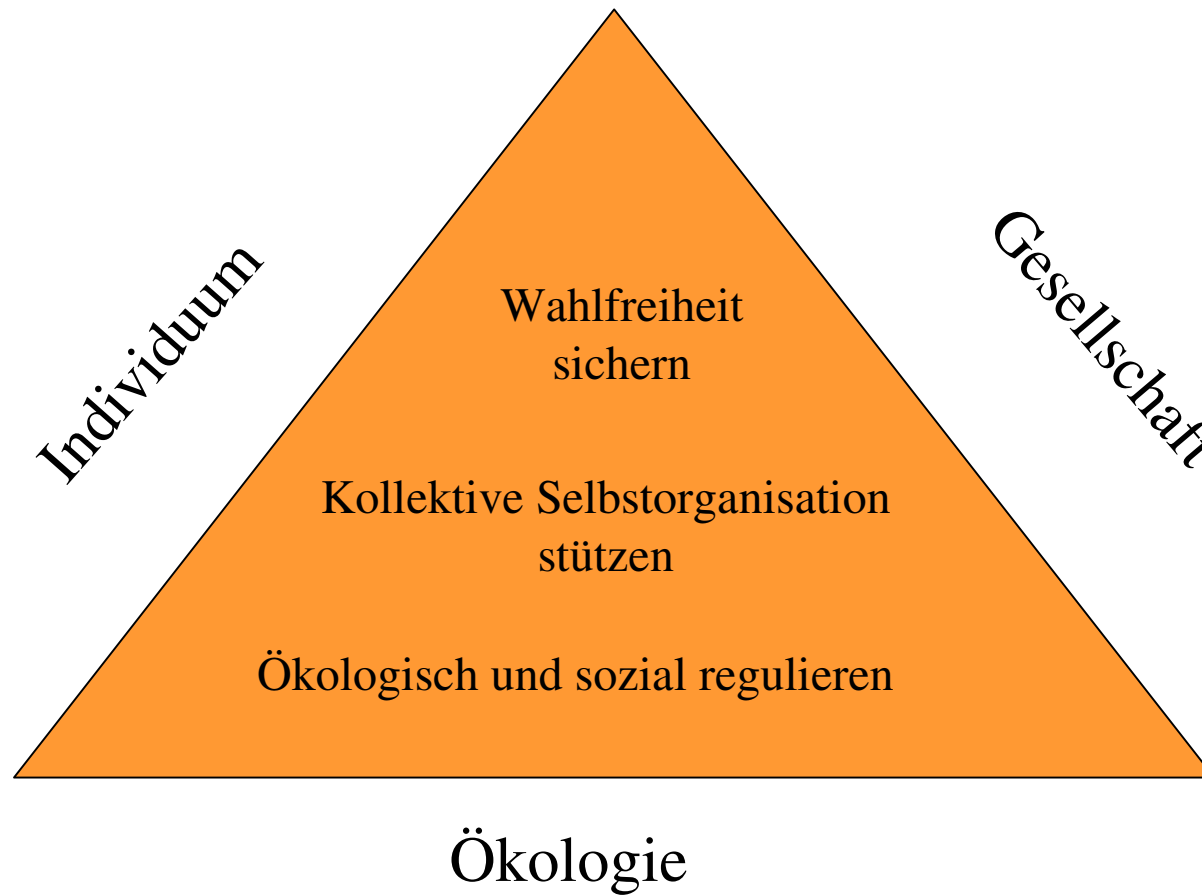 Individuum
Gesellschaft
Wahlfreiheit
sichern
Kollektive Selbstorganisation
stützen
Ökologisch und sozial regulieren
Ökologie